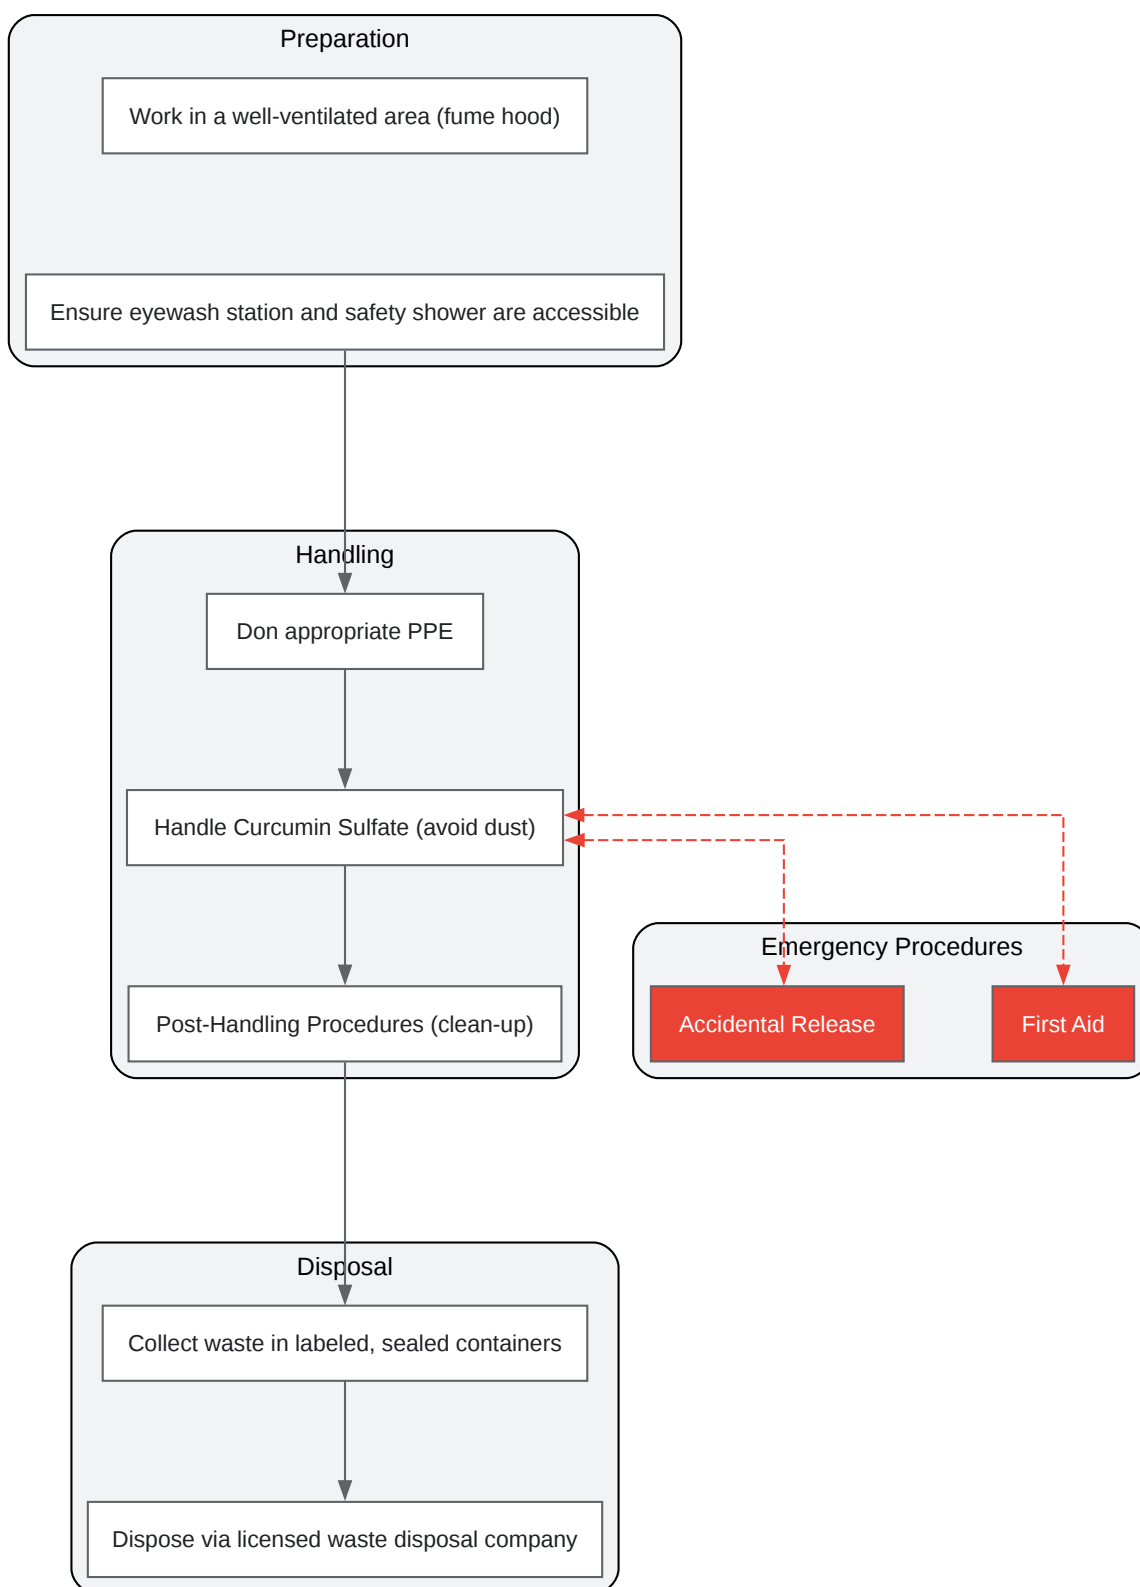 Preparation
Work in a well-ventilated area (fume hood)
Ensure eyewash station and safety shower are accessible
Handling
Don appropriate PPE
Handle Curcumin Sulfate (avoid dust)
Post-Handling Procedures (clean-up)
Emergency Procedures
Accidental Release
First Aid
Disposal
Collect waste in labeled, sealed containers
Dispose via licensed waste disposal company